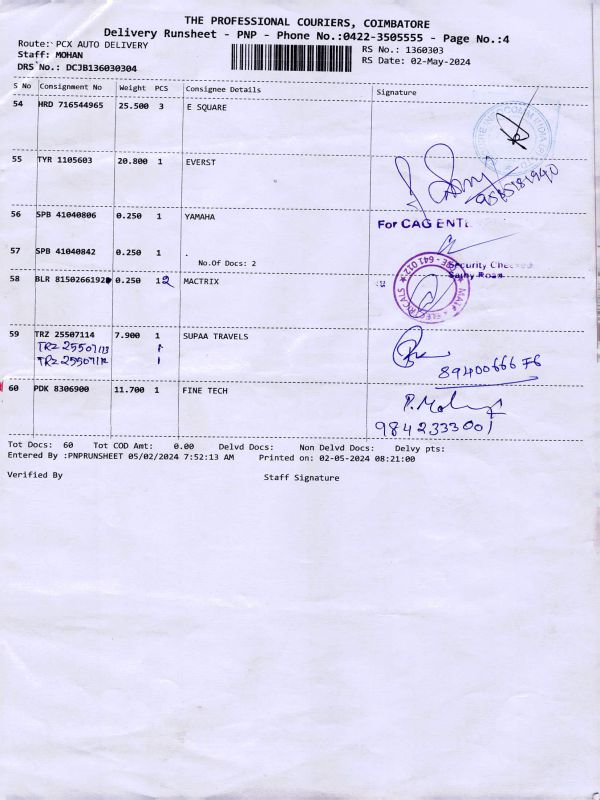 THE PROFESSIONAL COURIERS, COIMBATORE
Delivery Runsheet - PNP - Phone No.:0422-3505555 - Page No.:4
Route: PCX AUTO DELIVERY
RS No.: 1360303
Staff: MOHAN
RS Date: 02-May-2024
DRS No.: DCJB136030304
S No Consignment No Weight PCS Consignee Details Signature
54 HRD 716544965 25.500 3 E SQUARE
55 TYR 1105603 20.800 1 EVERST
9585181940
56 SPB 41040806 0.250 1 YAMAHA
For CAG ENTE
57 SPB 41040842 0.250 1 .
No.Of Docs: 2
Security Checked
58 BLR 815026619 0.250 12 MACTRIX
641 012
59 TRZ 25507114 7.900 1 SUPAA TRAVELS
TRZ 25507113 1
TRZ 25507112 1
8940066676
60 PDK 8306900 11.700 1 FINE TECH
P. Mohan
9842333001
Tot Docs: 60 Tot COD Amt: 0.00 Delvd Docs: Non Delvd Docs: Delvy pts:
Entered By :PNPRUNSHEET 05/02/2024 7:52:13 AM Printed on: 02-05-2024 08:21:00
Verified By Staff Signature